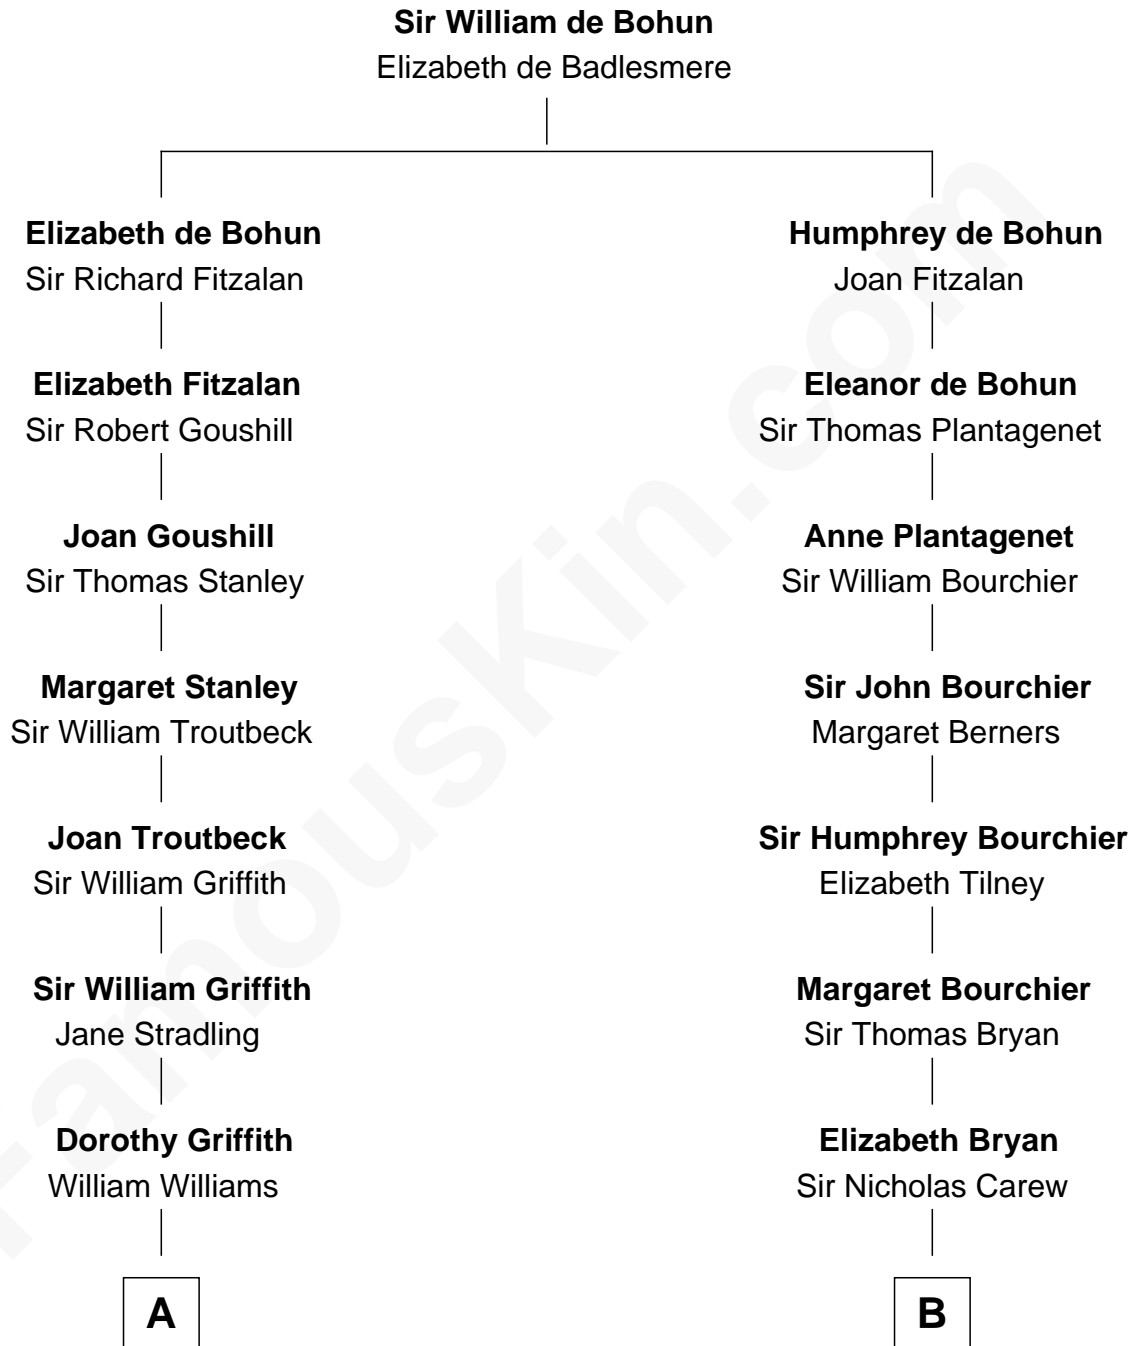 Sir William de Bohun
Elizabeth de Badlesmere
Elizabeth de Bohun
Sir Richard Fitzalan
Humphrey de Bohun
Joan Fitzalan
Elizabeth Fitzalan
Sir Robert Goushill
Eleanor de Bohun
Sir Thomas Plantagenet
Joan Goushill
Sir Thomas Stanley
Anne Plantagenet
Sir William Bourchier
Margaret Stanley
Sir William Troutbeck
Sir John Bourchier
Margaret Berners
Joan Troutbeck
Sir William Griffith
Sir Humphrey Bourchier
Elizabeth Tilney
Sir William Griffith
Jane Stradling
Margaret Bourchier
Sir Thomas Bryan
Dorothy Griffith
William Williams
Elizabeth Bryan
Sir Nicholas Carew
A
B
FamousKin.com